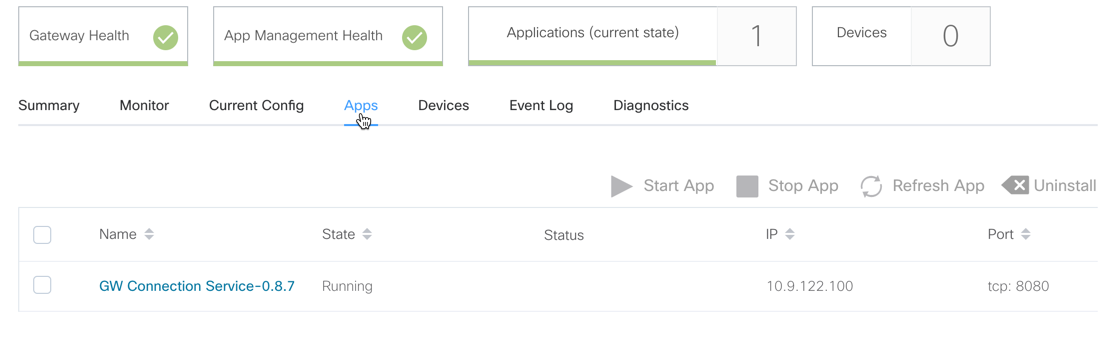 Gateway Health App Management Health Applications (current state) 1 Devices 0
Summary Monitor Current Config Apps Devices Event Log Diagnostics
Start App Stop App Refresh App Uninstall
Name State Status IP Port
GW Connection Service-0.8.7 Running 10.9.122.100 tcp: 8080